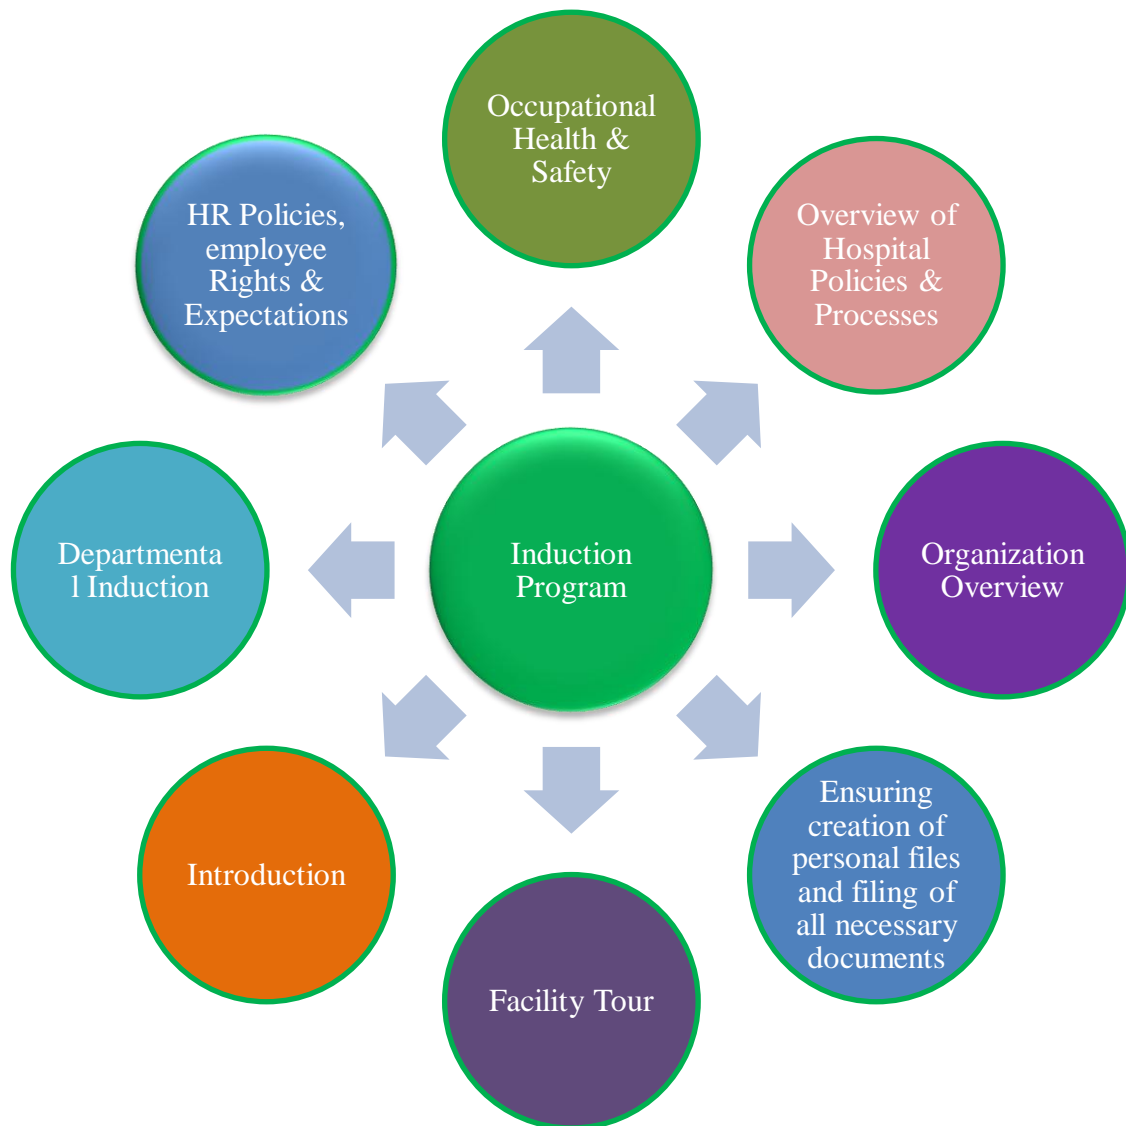 Occupational
Health &
Safety
Overview of
Hospital
Policies &
Processes
Organization
Overview
Ensuring
creation of
personal files
and filing of
all necessary
documents
Facility Tour
Introduction
Departmenta
l Induction
HR Policies,
employee
Rights &
Expectations
Induction
Program